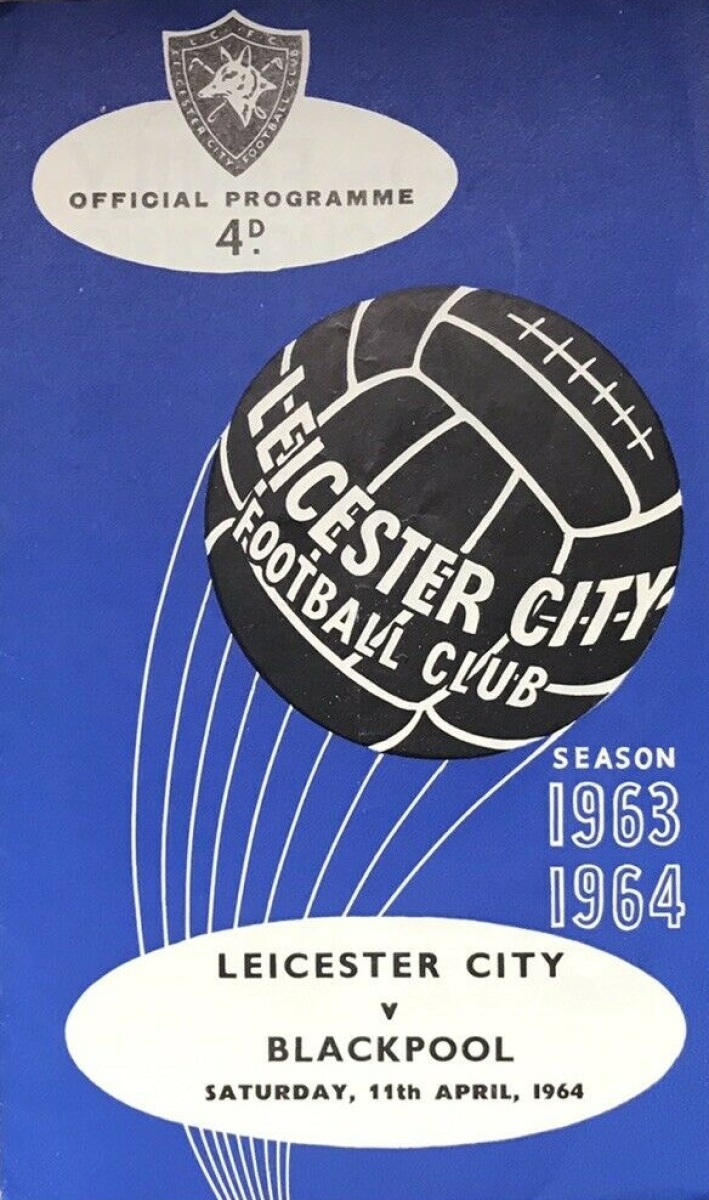 L.C.F.C
LEICESTER CITY FOOTBALL CLUB
OFFICIAL PROGRAMME
4D.
LEICESTER CITY
FOOTBALL CLUB
SEASON
1963
1964
LEICESTER CITY
v
BLACKPOOL
SATURDAY, 11th APRIL, 1964